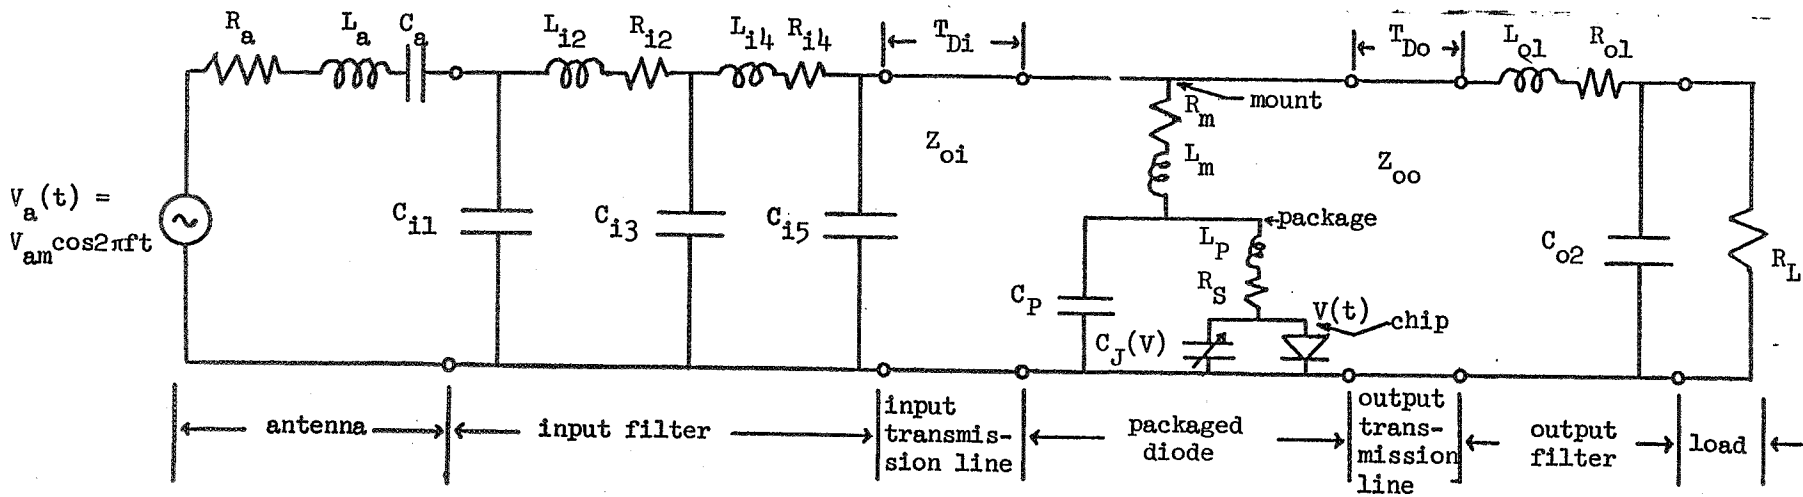 R_a
L_a
C_a
L_i2
R_i2
L_i4
R_i4
T_Di
T_Do
L_o1
R_o1
mount
R_m
L_m
Z_oi
Z_oo
V_a(t) =
V_am cos2πft
C_i1
C_i3
C_i5
package
L_P
R_S
C_P
V(t)
chip
C_J(V)
C_o2
R_L
antenna
input filter
input
transmis-
sion line
packaged
diode
output
trans-
mission
line
output
filter
load